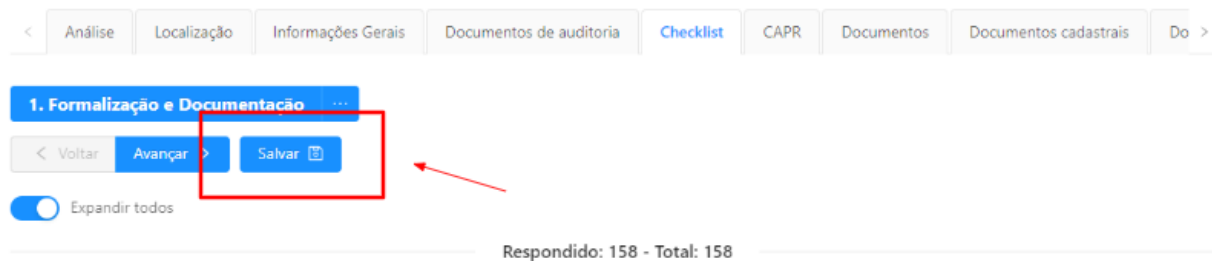 < Análise Localização Informações Gerais Documentos de auditoria Checklist CAPR Documentos Documentos cadastrais Do >
1. Formalização e Documentação ...
< Voltar Avançar > Salvar
Expandir todos
Respondido: 158 - Total: 158